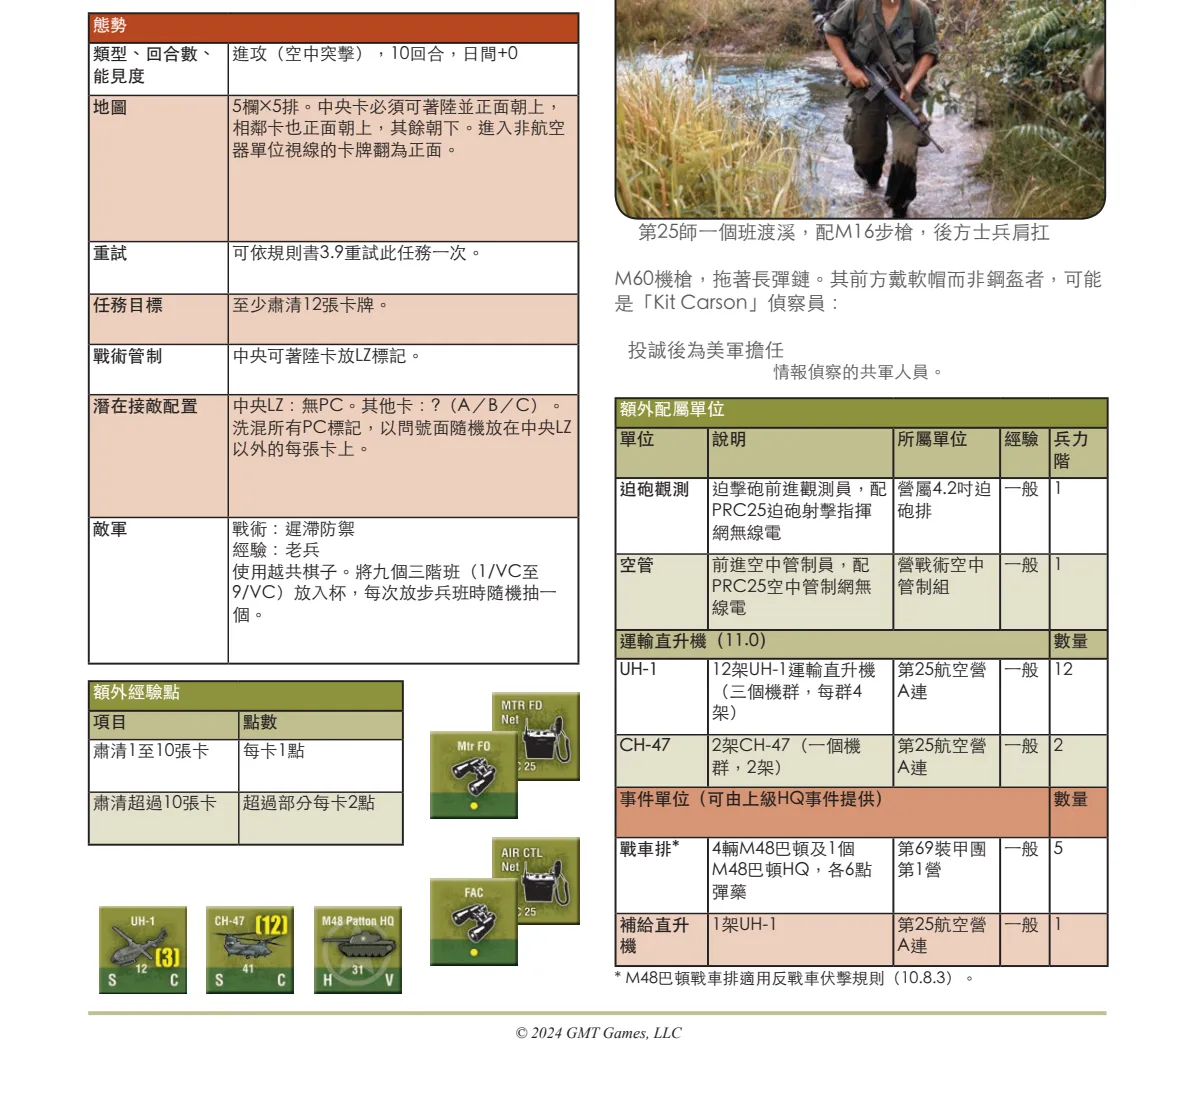 態勢
類型、回合數、
能見度
進攻（空中突擊），10回合，日間+0
地圖
5欄×5排。中央卡必須可著陸並正面朝上，
相鄰卡也正面朝上，其餘朝下。進入非航空
器單位視線的卡牌翻為正面。
重試
可依規則書3.9重試此任務一次。
任務目標
至少肅清12張卡牌。
戰術管制
中央可著陸卡放LZ標記。
潛在接敵配置
中央LZ：無PC。其他卡：?（A／B／C）。
洗混所有PC標記，以問號面隨機放在中央LZ
以外的每張卡上。
敵軍
戰術：遲滯防禦
經驗：老兵
使用越共棋子。將九個三階班（1/VC至
9/VC）放入杯，每次放步兵班時隨機抽一
個。
額外經驗點
項目
點數
肅清1至10張卡
每卡1點
肅清超過10張卡
超過部分每卡2點
MTR FD
Net
C 25
Mtr FO
AIR CTL
Net
C 25
FAC
UH-1
(3)
12
S C
CH-47
(12)
41
S C
M48 Patton HQ
31
H V
第25師一個班渡溪，配M16步槍，後方士兵肩扛
M60機槍，拖著長彈鏈。其前方戴軟帽而非鋼盔者，可能
是「Kit Carson」偵察員：
投誠後為美軍擔任
情報偵察的共軍人員。
額外配屬單位
單位
說明
所屬單位
經驗
兵力
階
迫砲觀測
迫擊砲前進觀測員，配
PRC25迫砲射擊指揮
網無線電
營屬4.2吋迫
砲排
一般
1
空管
前進空中管制員，配
PRC25空中管制網無
線電
營戰術空中
管制組
一般
1
運輸直升機（11.0）
數量
UH-1
12架UH-1運輸直升機
（三個機群，每群4
架）
第25航空營
A連
一般
12
CH-47
2架CH-47（一個機
群，2架）
第25航空營
A連
一般
2
事件單位（可由上級HQ事件提供）
數量
戰車排*
4輛M48巴頓及1個
M48巴頓HQ，各6點
彈藥
第69裝甲團
第1營
一般
5
補給直升
機
1架UH-1
第25航空營
A連
一般
1
* M48巴頓戰車排適用反戰車伏擊規則（10.8.3）。
© 2024 GMT Games, LLC